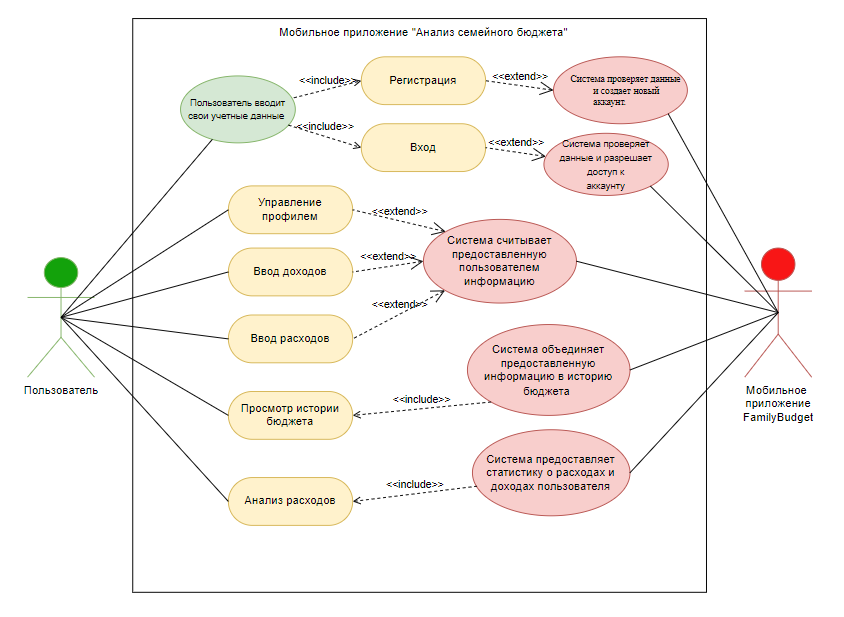 Мобильное приложение "Анализ семейного бюджета"
Пользователь вводит
свои учетные данные
<<include>>
Регистрация
<<extend>>
Система проверяет данные
и создает новый
аккаунт.
<<include>>
Вход
<<extend>>
Система проверяет
данные и разрешает
доступ к
аккаунту
Управление
профилем
<<extend>>
Ввод доходов
<<extend>>
Система считывает
предоставленную
пользователем
информацию
Ввод расходов
<<extend>>
Пользователь
Мобильное
приложение
FamilyBudget
Система объединяет
предоставленную
информацию в историю
бюджета
<<include>>
Просмотр истории
бюджета
Система предоставляет
статистику о расходах и
доходах пользователя
<<include>>
Анализ расходов